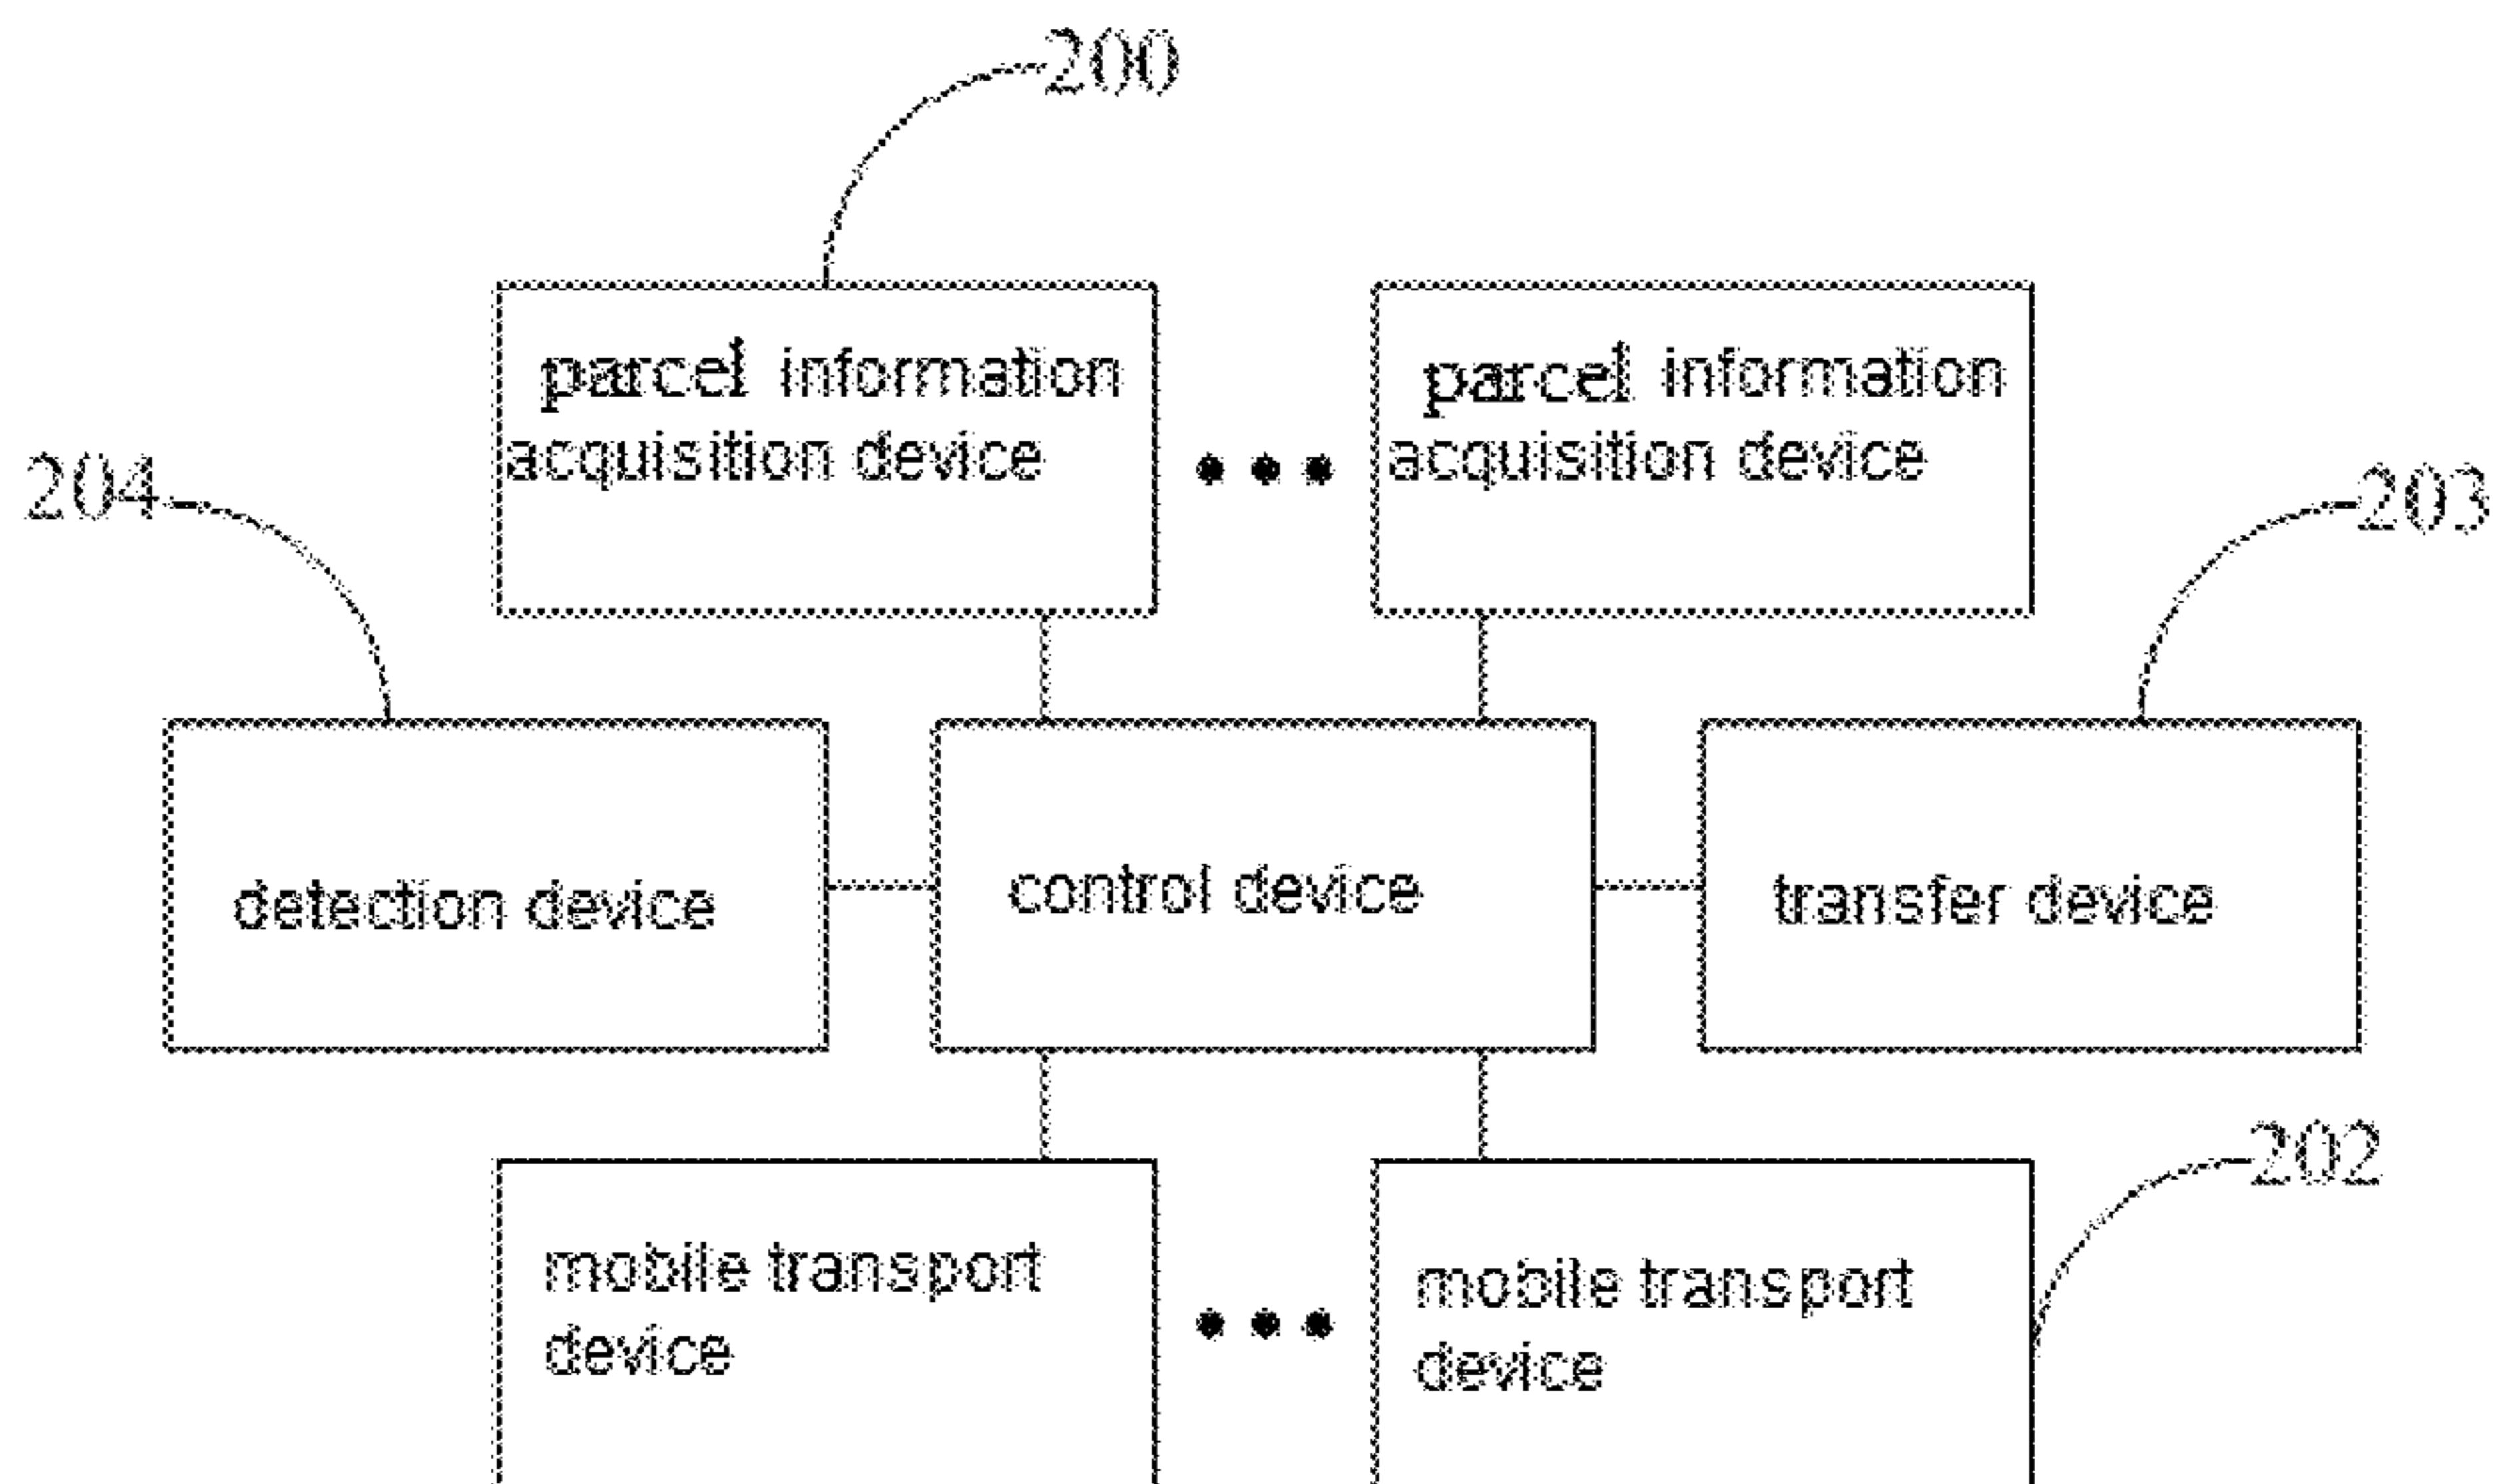 200
parcel information
acquisition device
•••
parcel information
acquisition device
204
203
detection device
control device
transfer device
202
mobile transport
device
•••
mobile transport
device